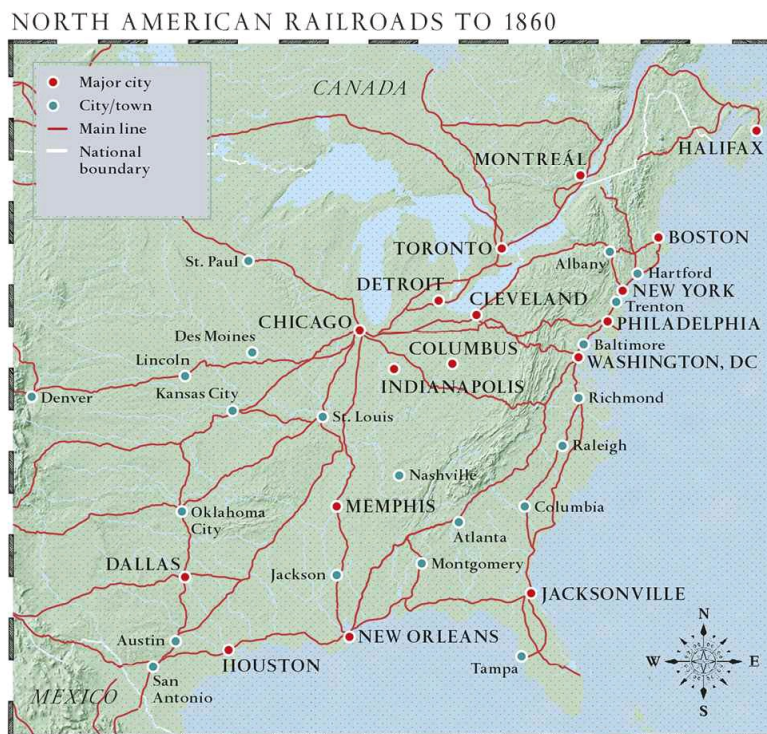 NORTH AMERICAN RAILROADS TO 1860
Major city
City/town
Main line
National
boundary
CANADA
MONTREÁL
HALIFAX
TORONTO
BOSTON
St. Paul
Albany
Hartford
DETROIT
NEW YORK
CLEVELAND
Trenton
CHICAGO
PHILADELPHIA
Des Moines
Baltimore
COLUMBUS
WASHINGTON, DC
Lincoln
INDIANAPOLIS
Denver
Kansas City
Richmond
St. Louis
Raleigh
Nashville
Oklahoma
City
MEMPHIS
Columbia
Atlanta
DALLAS
Jackson
Montgomery
JACKSONVILLE
Austin
NEW ORLEANS
HOUSTON
Tampa
San
Antonio
MEXICO
N
W
E
S